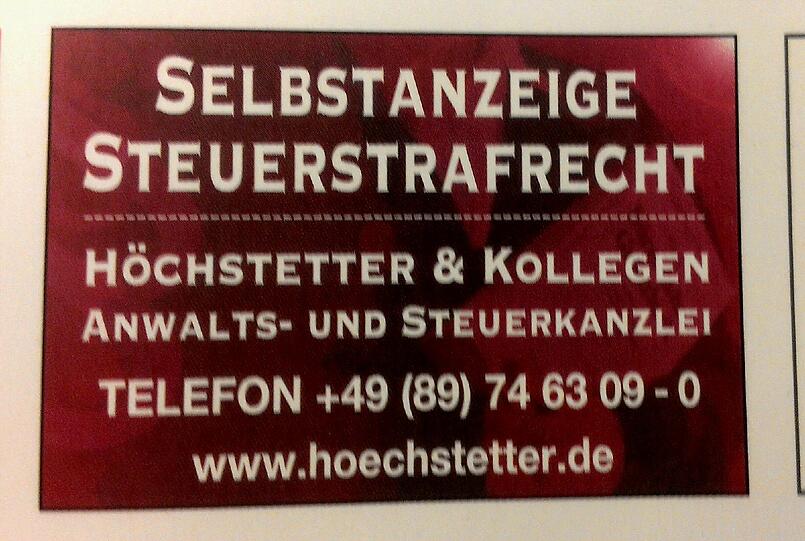 SELBSTANZEIGE
STEUERSTRAFRECHT
HÖCHSTETTER & KOLLEGEN
ANWALTS- UND STEUERKANZLEI
TELEFON +49 (89) 74 63 09 - 0
www.hoechstetter.de